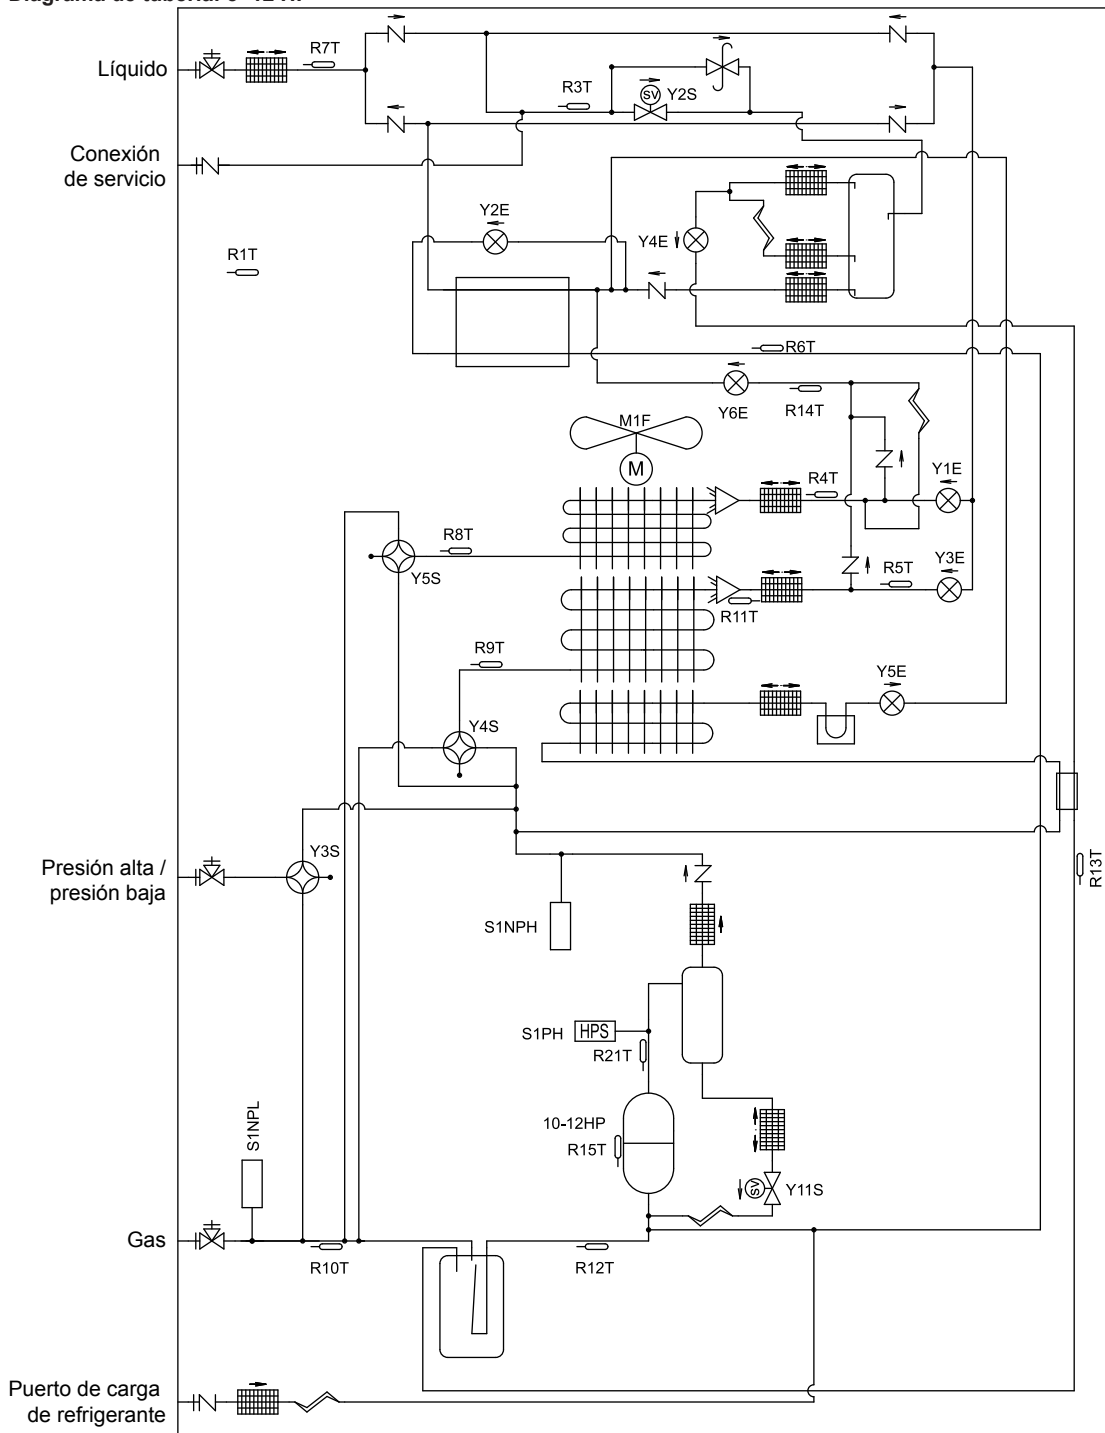 Diagrama de tubería: 8~12 HP
R7T
Líquido
R3T
SV
Y2S
Conexión
de servicio
Y2E
Y4E
R1T
R6T
Y6E
R14T
M1F
M
R4T
Y1E
R8T
Y5S
R5T
Y3E
R11T
R9T
Y5E
Y4S
Y3S
Presión alta /
presión baja
R13T
S1NPH
S1PH
HPS
R21T
10-12HP
R15T
S1NPL
SV
Y11S
Gas
R10T
R12T
Puerto de carga
de refrigerante